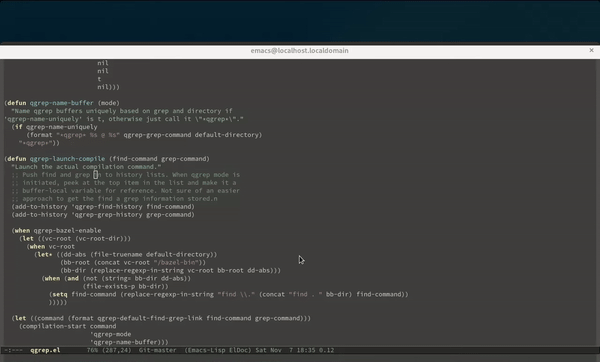 emacs@localhost.localdomain
nil
nil
t
nil)))
(defun qgrep-name-buffer (mode)
"Name qgrep buffers uniquely based on grep and directory if
'qgrep-name-uniquely' is t, otherwise just call it \"*qgrep*\"."
(if qgrep-name-uniquely
(format "*qgrep* %s @ %s" qgrep-grep-command default-directory)
"*qgrep*"))
(defun qgrep-launch-compile (find-command grep-command)
"Launch the actual compilation command."
;; Push find and grep on to history lists. When qgrep mode is
;; initiated, peek at the top item in the list and make it a
;; buffer-local variable for reference. Not sure of an easier
;; approach to get the find a grep information stored.n
(add-to-history 'qgrep-find-history find-command)
(add-to-history 'qgrep-grep-history grep-command)
(when qgrep-bazel-enable
(let ((vc-root (vc-root-dir)))
(when vc-root
(let* ((dd-abs (file-truename default-directory))
(bb-root (concat vc-root "/bazel-bin"))
(bb-dir (replace-regexp-in-string vc-root bb-root dd-abs)))
(when (and (not (string= bb-dir dd-abs))
(file-exists-p bb-dir))
(setq find-command (replace-regexp-in-string "find \\." (concat "find . " bb-dir) find-command))
)))))
(let ((command (format qgrep-default-find-grep-link find-command grep-command)))
(compilation-start command
'qgrep-mode
'qgrep-name-buffer)))
-:--- qgrep.el 76% (287,24) Git-master (Emacs-Lisp ElDoc) Sat Nov 7 18:35 0.12